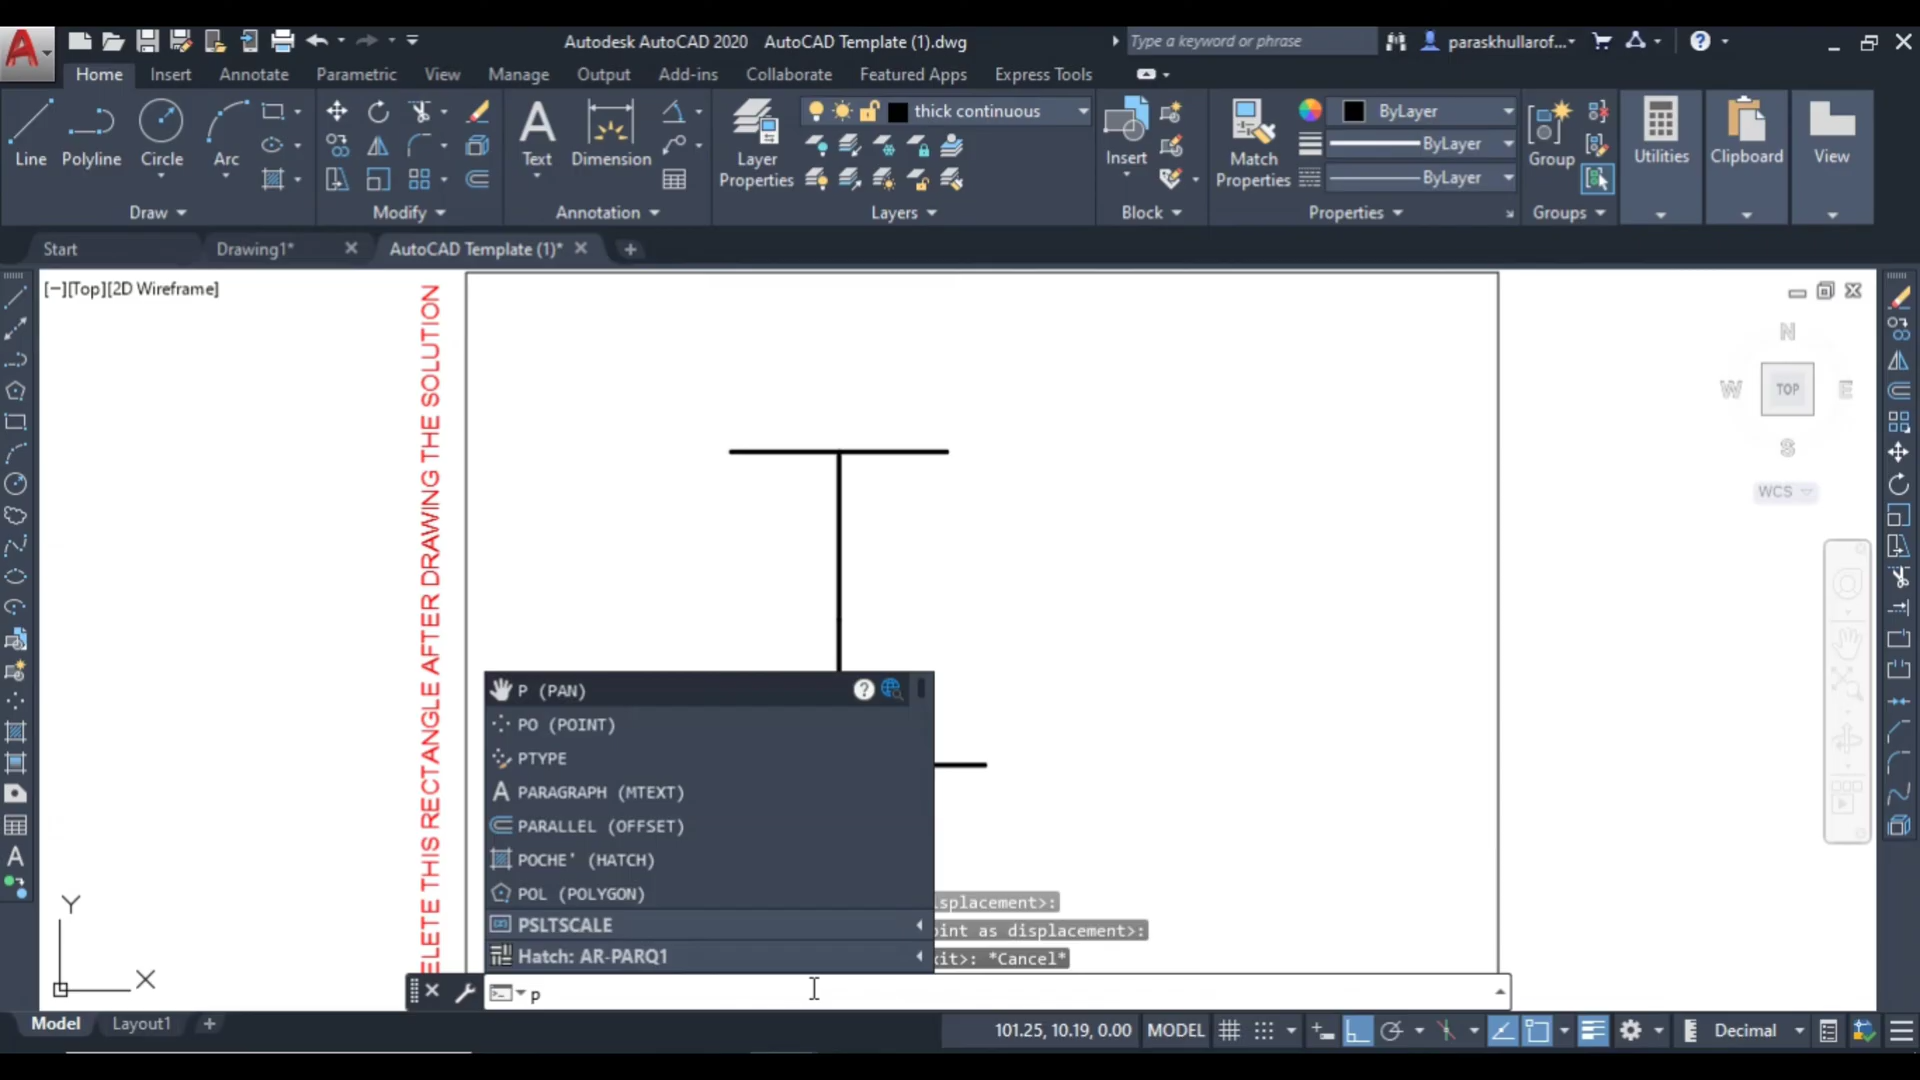 Autodesk AutoCAD 2020 AutoCAD Template (1).dwg
Type a keyword or phrase
paraskhullarof...
Home Insert Annotate Parametric View Manage Output Add-ins Collaborate Featured Apps Express Tools
Line Polyline Circle Arc
Draw
Modify
Text Dimension
Annotation
Layer Properties
thick continuous
Layers
Insert
Block
Match Properties
ByLayer
ByLayer
ByLayer
Properties
Group
Groups
Utilities
Clipboard
View
Start Drawing1* AutoCAD Template (1)*
[−][Top][2D Wireframe]
ELETE THIS RECTANGLE AFTER DRAWING THE SOLUTION
N
W TOP E
S
WCS
P (PAN)
PO (POINT)
PTYPE
PARAGRAPH (MTEXT)
PARALLEL (OFFSET)
POCHE' (HATCH)
POL (POLYGON)
PSLTSCALE
Hatch: AR-PARQ1
isplacement>:
oint as displacement>:
xit>: *Cancel*
p
Y
X
Model Layout1
101.25, 10.19, 0.00 MODEL
Decimal